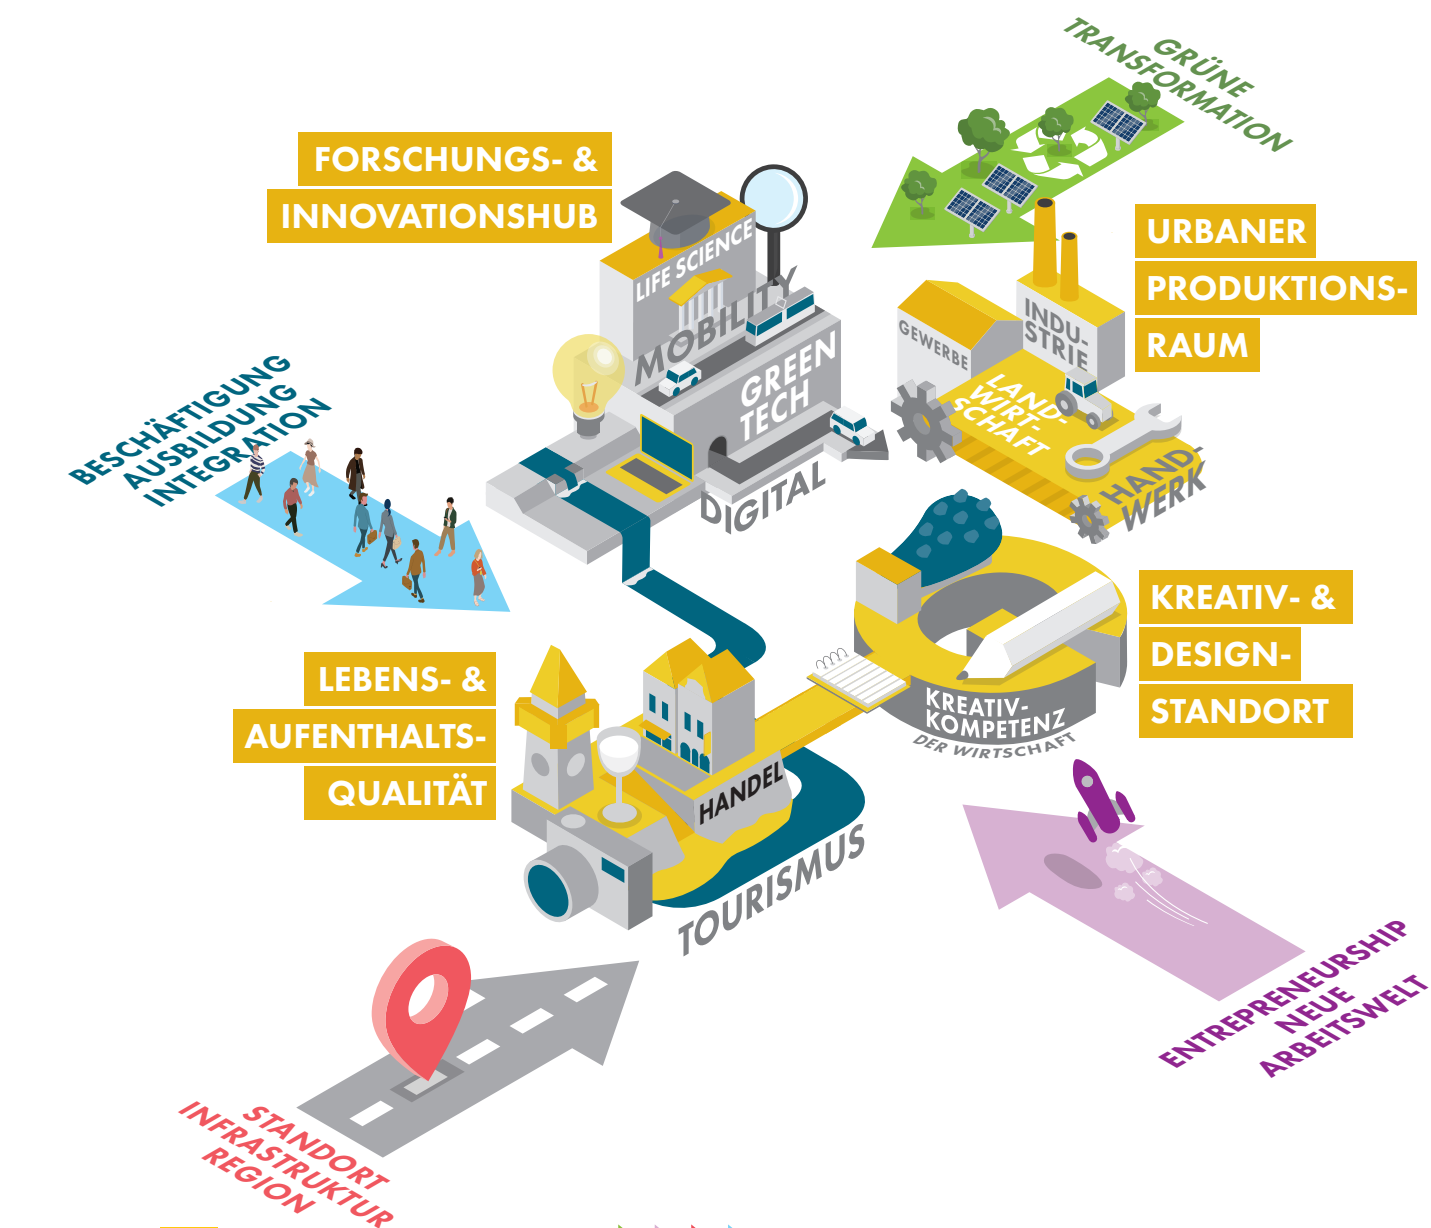 GRÜNE
TRANSFORMATION
FORSCHUNGS- &
INNOVATIONSHUB
LIFE SCIENCE
MOBILITY
GREEN
TECH
DIGITAL
URBANER
PRODUKTIONS-
RAUM
GEWERBE
INDU-
STRIE
LAND-
WIRT-
SCHAFT
HAND-
WERK
BESCHÄFTIGUNG
AUSBILDUNG
INTEGRATION
KREATIV- &
DESIGN-
STANDORT
KREATIV-
KOMPETENZ
DER WIRTSCHAFT
LEBENS- &
AUFENTHALTS-
QUALITÄT
HANDEL
TOURISMUS
ENTREPRENEURSHIP
NEUE
ARBEITSWELT
STANDORT
INFRASTRUKTUR
REGION